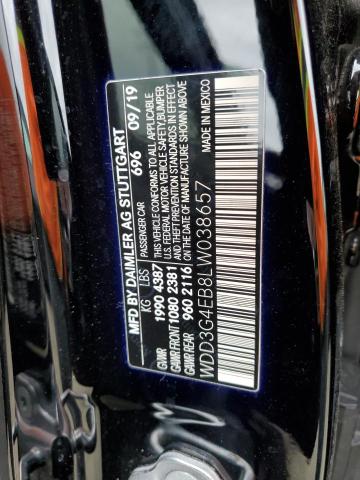 MFD BY DAIMLER AG STUTTGART
KG LBS PASSENGER CAR 696 09/19
GVWR 1990 4387 THIS VEHICLE CONFORMS TO ALL APPLICABLE
U.S. FEDERAL MOTOR VEHICLE SAFETY,BUMPER,
GAWR FRONT 1080 2381 AND THEFT PREVENTION STANDARDS IN EFFECT
GAWR REAR 960 2116 ON THE DATE OF MANUFACTURE SHOWN ABOVE
MADE IN MEXICO
WDD3G4EB8LW038657